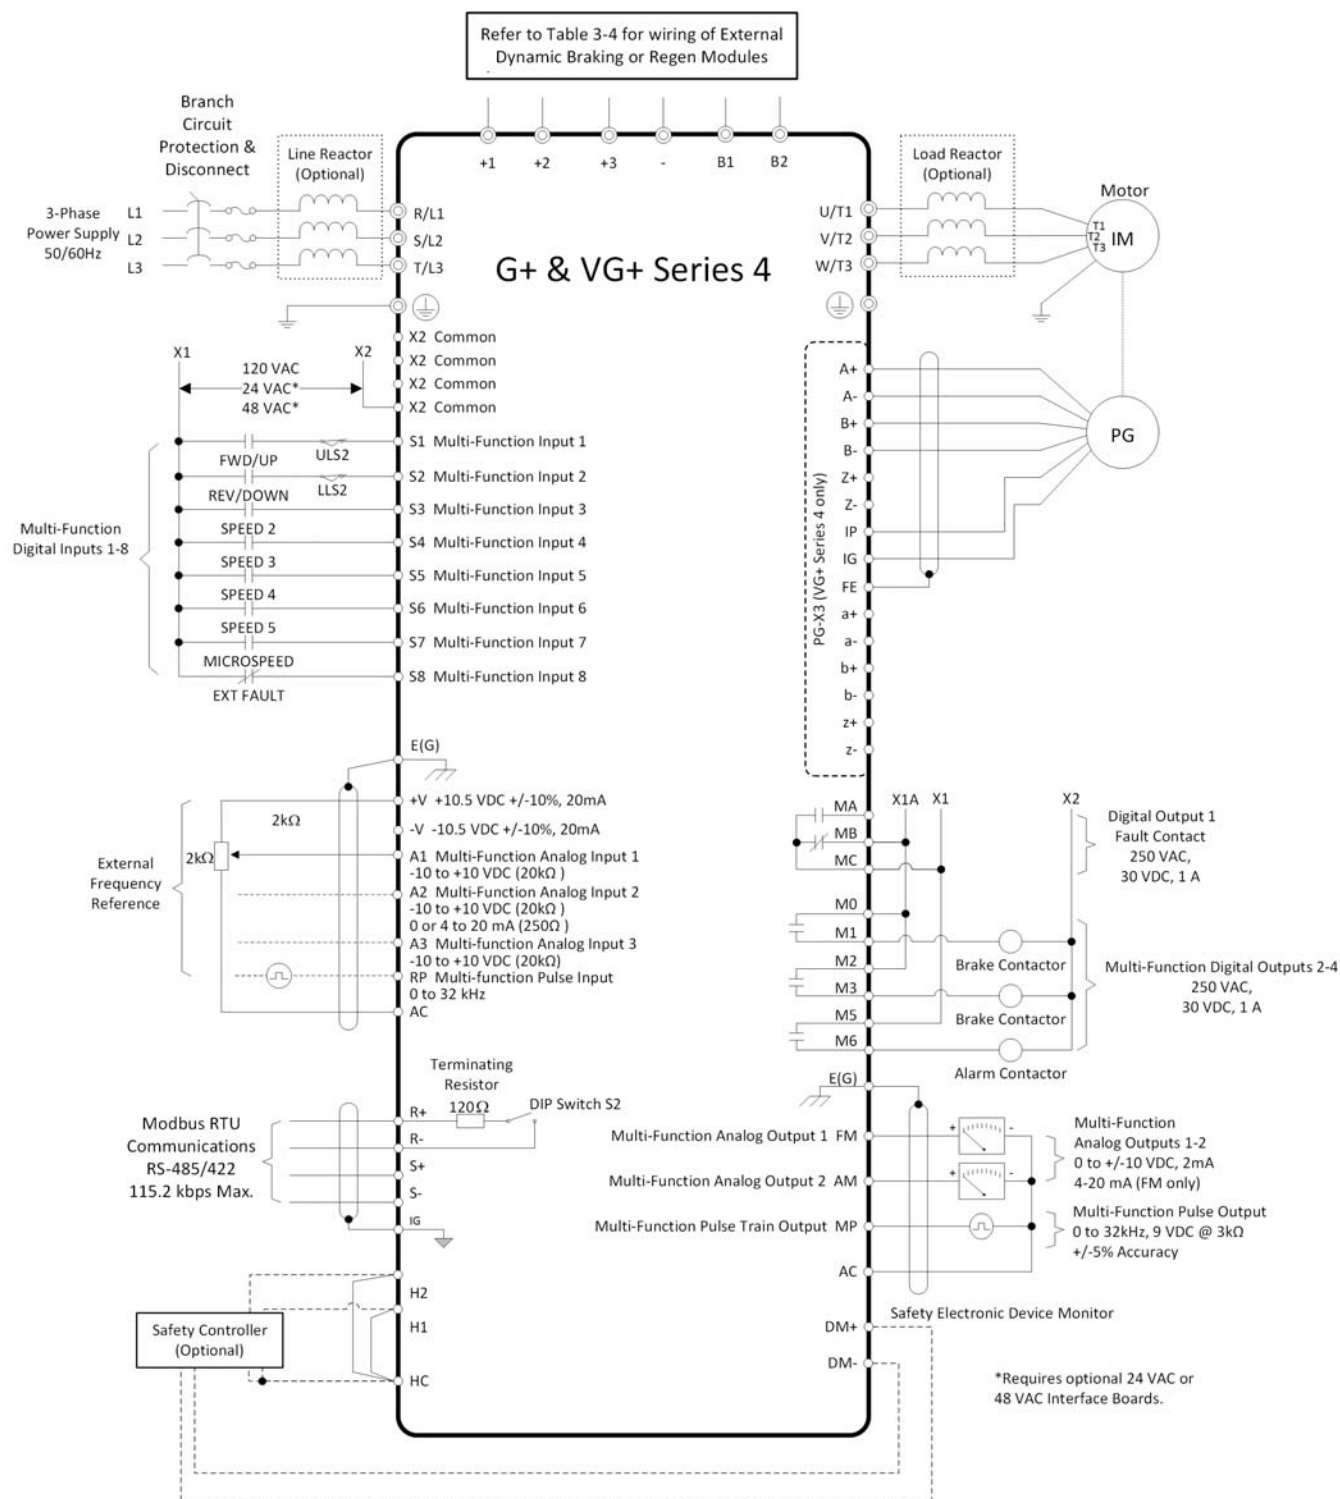 Refer to Table 3-4 for wiring of External
Dynamic Braking or Regen Modules
Branch
Circuit
Protection &
Disconnect
Line Reactor
(Optional)
+1
+2
+3
-
B1
B2
Load Reactor
(Optional)
Motor
3-Phase
Power Supply
50/60Hz
L1
L2
L3
R/L1
S/L2
T/L3
G+ & VG+ Series 4
U/T1
V/T2
W/T3
T1
T2
T3
IM
X1
X2
120 VAC
24 VAC*
48 VAC*
X2 Common
X2 Common
X2 Common
X2 Common
Multi-Function
Digital Inputs 1-8
FWD/UP
ULS2
REV/DOWN
LLS2
SPEED 2
SPEED 3
SPEED 4
SPEED 5
MICROSPEED
EXT FAULT
S1 Multi-Function Input 1
S2 Multi-Function Input 2
S3 Multi-Function Input 3
S4 Multi-Function Input 4
S5 Multi-Function Input 5
S6 Multi-Function Input 6
S7 Multi-Function Input 7
S8 Multi-Function Input 8
PG-X3 (VG+ Series 4 only)
A+
A-
B+
B-
Z+
Z-
IP
IG
FE
a+
a-
b+
b-
z+
z-
PG
E(G)
External
Frequency
Reference
2kΩ
2kΩ
+V +10.5 VDC +/-10%, 20mA
-V -10.5 VDC +/-10%, 20mA
A1 Multi-Function Analog Input 1
-10 to +10 VDC (20kΩ )
A2 Multi-Function Analog Input 2
-10 to +10 VDC (20kΩ )
0 or 4 to 20 mA (250Ω )
A3 Multi-function Analog Input 3
-10 to +10 VDC (20kΩ)
RP Multi-function Pulse Input
0 to 32 kHz
AC
MA
MB
MC
M0
M1
M2
M3
M5
M6
X1A
X1
X2
Digital Output 1
Fault Contact
250 VAC,
30 VDC, 1 A
Brake Contactor
Brake Contactor
Alarm Contactor
Multi-Function Digital Outputs 2-4
250 VAC,
30 VDC, 1 A
Modbus RTU
Communications
RS-485/422
115.2 kbps Max.
Terminating
Resistor
120Ω
DIP Switch S2
R+
R-
S+
S-
IG
E(G)
Multi-Function Analog Output 1 FM
Multi-Function Analog Output 2 AM
Multi-Function Pulse Train Output MP
AC
+
-
+
-
Multi-Function
Analog Outputs 1-2
0 to +/-10 VDC, 2mA
4-20 mA (FM only)
Multi-Function Pulse Output
0 to 32kHz, 9 VDC @ 3kΩ
+/-5% Accuracy
Safety Controller
(Optional)
H2
H1
HC
Safety Electronic Device Monitor
DM+
DM-
*Requires optional 24 VAC or
48 VAC Interface Boards.